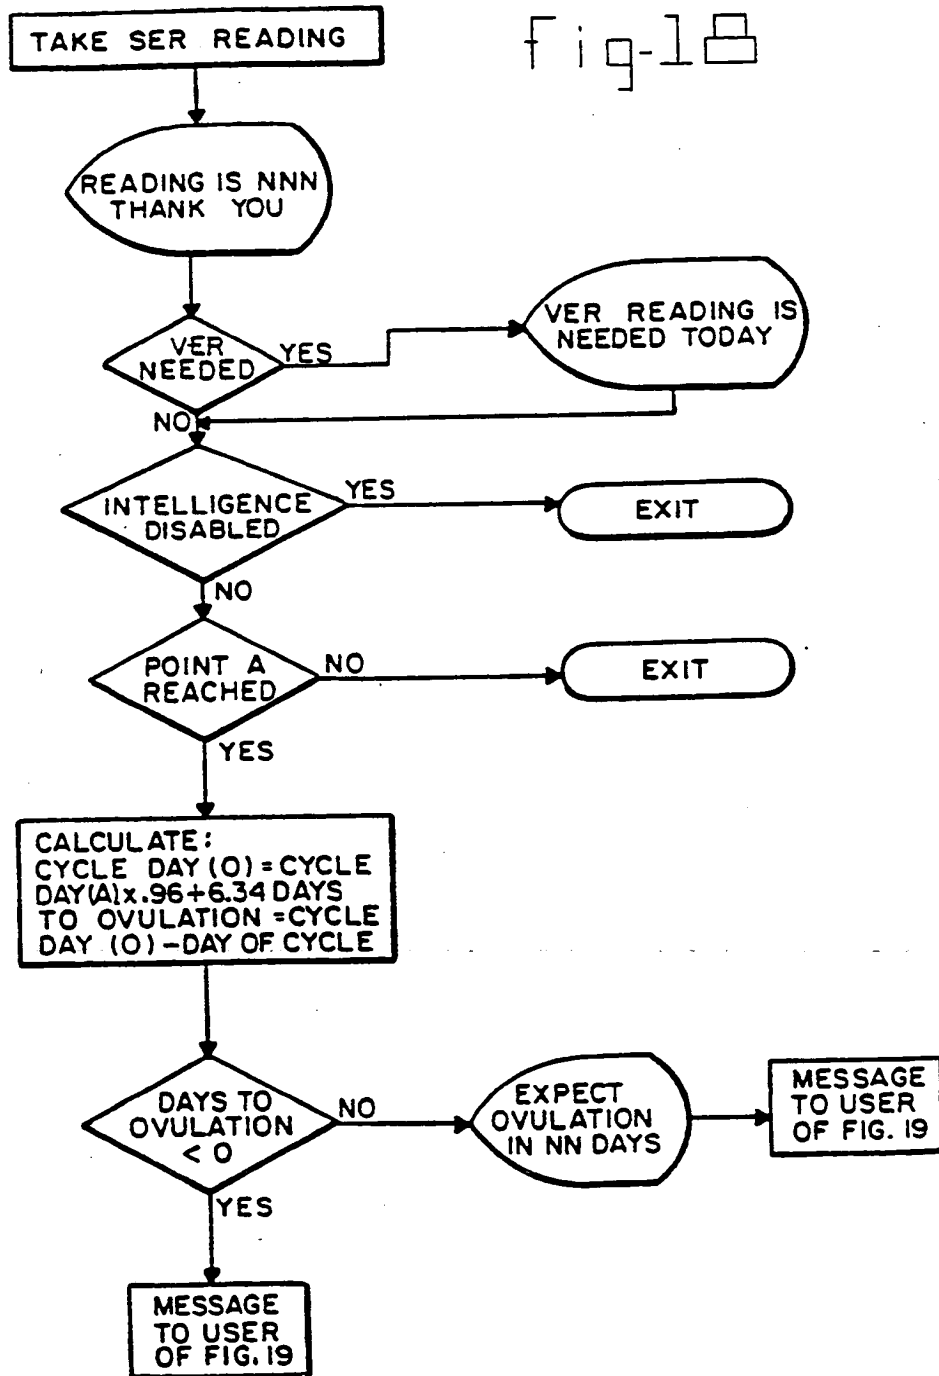 TAKE SER READING
Fig-18
READING IS NNN
THANK YOU
VER
NEEDED
YES
VER READING IS
NEEDED TODAY
NO
INTELLIGENCE
DISABLED
YES
EXIT
NO
POINT A
REACHED
NO
EXIT
YES
CALCULATE:
CYCLE DAY (O)=CYCLE
DAY(A)x.96+6.34 DAYS
TO OVULATION =CYCLE
DAY (O)-DAY OF CYCLE
DAYS TO
OVULATION
< O
NO
EXPECT
OVULATION
IN NN DAYS
MESSAGE
TO USER
OF FIG. 19
YES
MESSAGE
TO USER
OF FIG. 19